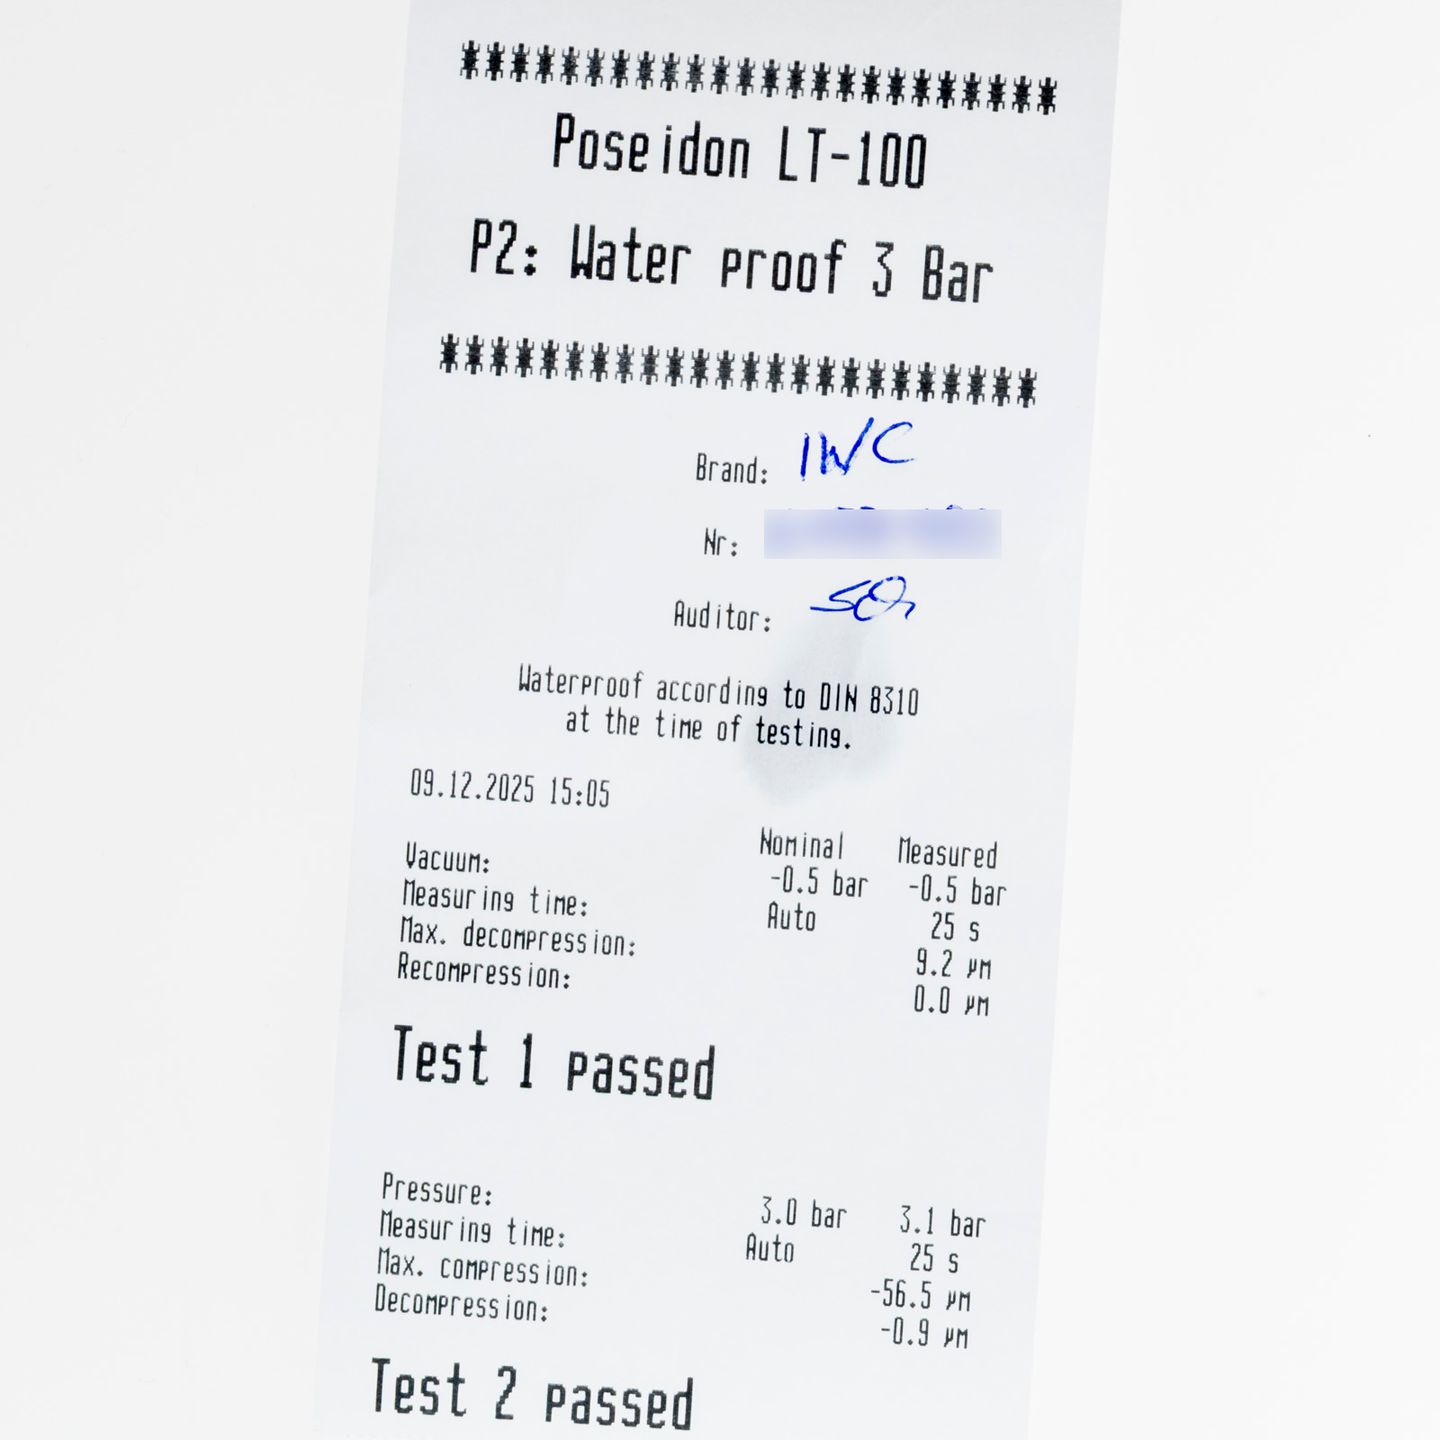 Poseidon LT-100
P2: Water proof 3 Bar
Brand: IWC
Nr:
Auditor:
Waterproof according to DIN 8310
at the time of testing.
09.12.2025 15:05
Nominal Measured
Vacuum: -0.5 bar -0.5 bar
Measuring time: Auto 25 s
Max. decompression: 9.2 µm
Recompression: 0.0 µm
Test 1 passed
Pressure: 3.0 bar 3.1 bar
Measuring time: Auto 25 s
Max. compression: -56.5 µm
Decompression: -0.9 µm
Test 2 passed